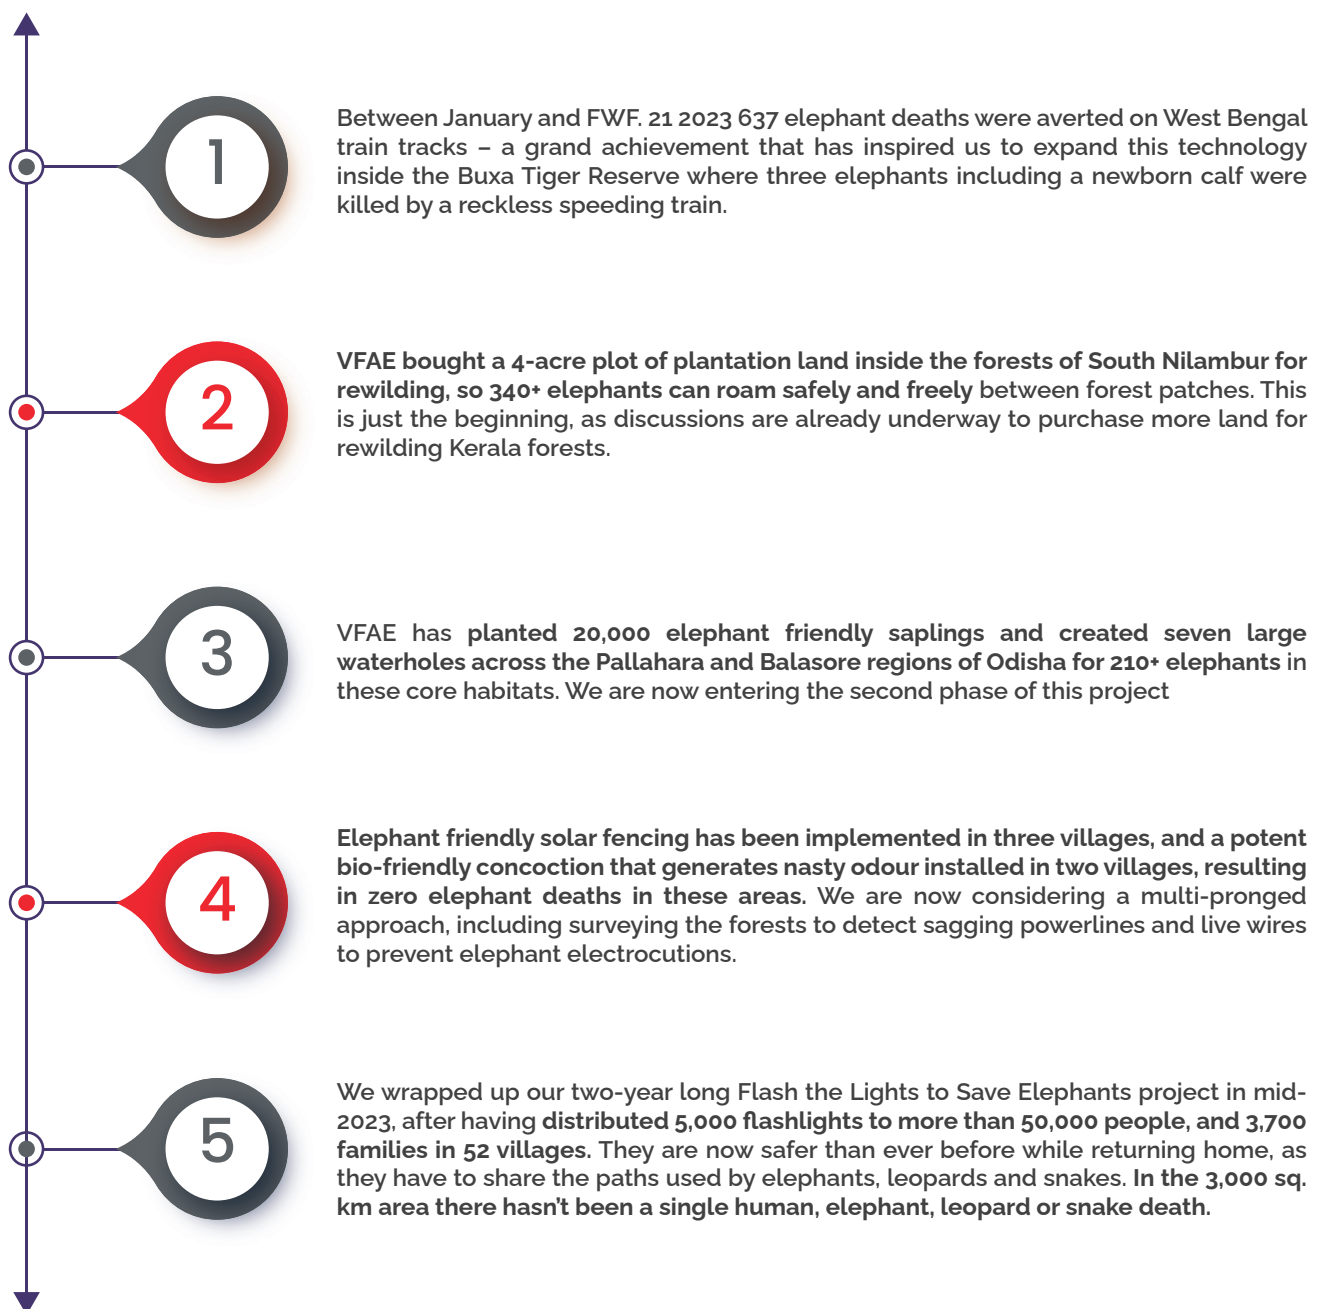 1
Between January and FWF. 21 2023 637 elephant deaths were averted on West Bengal
train tracks – a grand achievement that has inspired us to expand this technology
inside the Buxa Tiger Reserve where three elephants including a newborn calf were
killed by a reckless speeding train.
2
VFAE bought a 4-acre plot of plantation land inside the forests of South Nilambur for
rewilding, so 340+ elephants can roam safely and freely between forest patches. This
is just the beginning, as discussions are already underway to purchase more land for
rewilding Kerala forests.
3
VFAE has planted 20,000 elephant friendly saplings and created seven large
waterholes across the Pallahara and Balasore regions of Odisha for 210+ elephants in
these core habitats. We are now entering the second phase of this project
4
Elephant friendly solar fencing has been implemented in three villages, and a potent
bio-friendly concoction that generates nasty odour installed in two villages, resulting
in zero elephant deaths in these areas. We are now considering a multi-pronged
approach, including surveying the forests to detect sagging powerlines and live wires
to prevent elephant electrocutions.
5
We wrapped up our two-year long Flash the Lights to Save Elephants project in mid-
2023, after having distributed 5,000 flashlights to more than 50,000 people, and 3,700
families in 52 villages. They are now safer than ever before while returning home, as
they have to share the paths used by elephants, leopards and snakes. In the 3,000 sq.
km area there hasn’t been a single human, elephant, leopard or snake death.